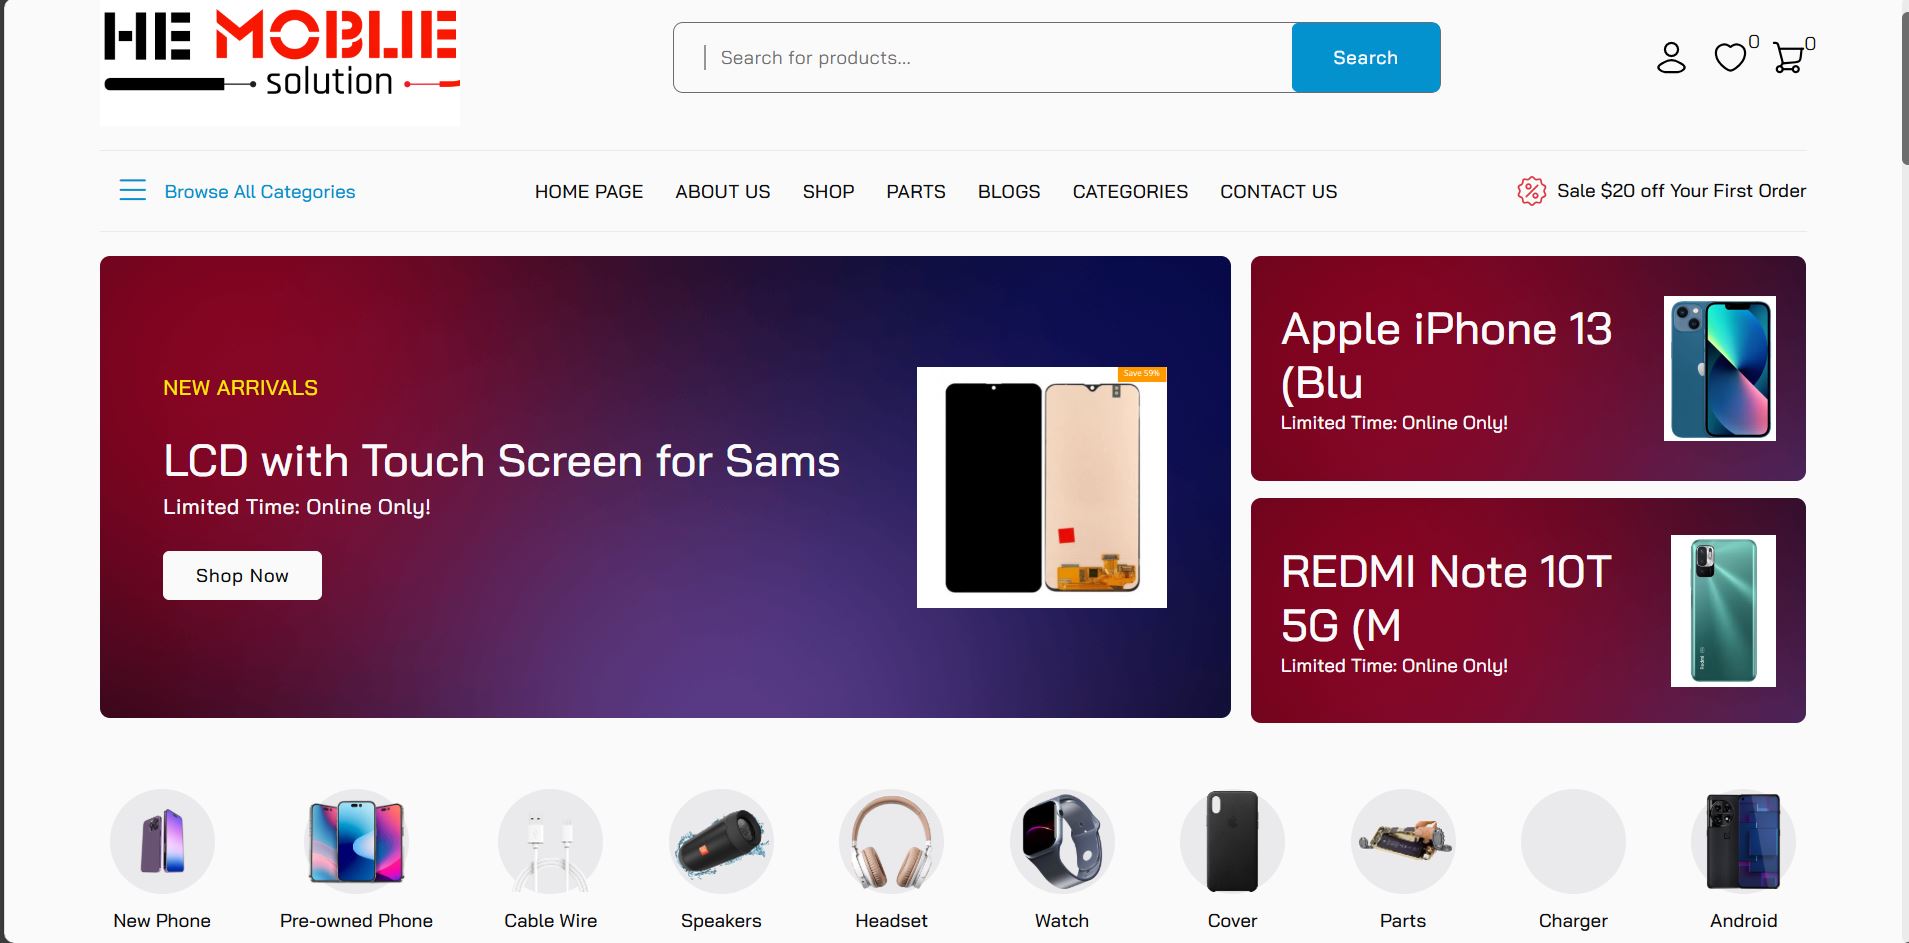 HE MOBLIE
solution
Search for products...
Search
0
0
Browse All Categories
HOME PAGE
ABOUT US
SHOP
PARTS
BLOGS
CATEGORIES
CONTACT US
Sale $20 off Your First Order
NEW ARRIVALS
LCD with Touch Screen for Sams
Limited Time: Online Only!
Shop Now
Save 59%
Apple iPhone 13
(Blu
Limited Time: Online Only!
REDMI Note 10T
5G (M
Limited Time: Online Only!
Redmi
New Phone
Pre-owned Phone
Cable Wire
Speakers
Headset
Watch
Cover
Parts
Charger
Android